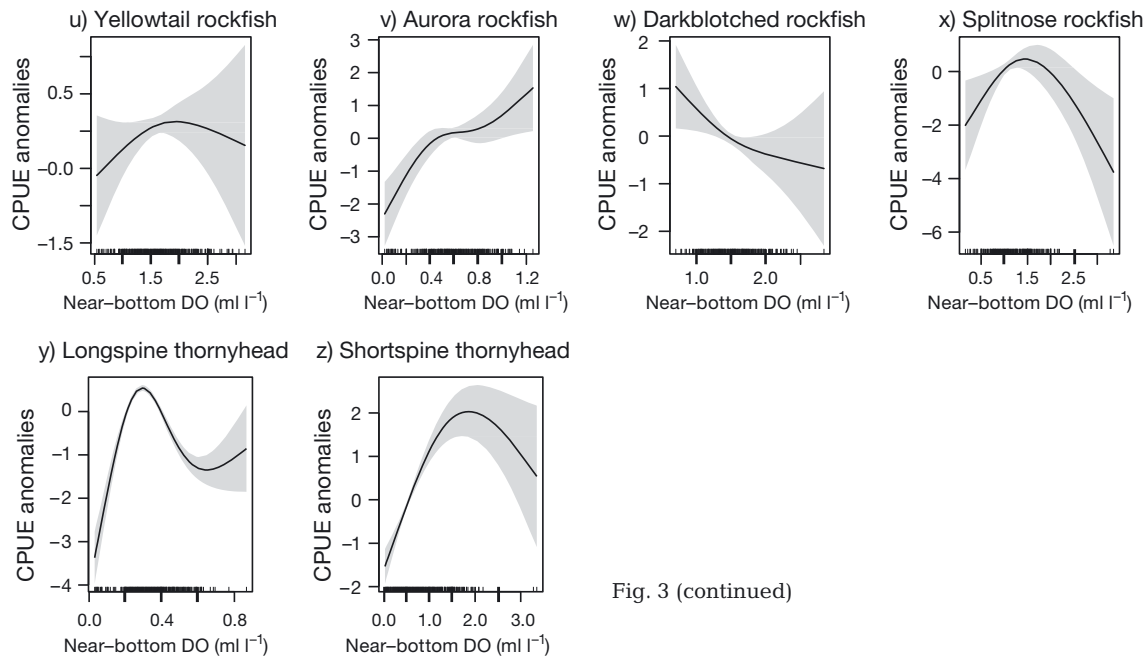 u) Yellowtail rockfish
v) Aurora rockfish
w) Darkblotched rockfish
x) Splitnose rockfish
CPUE anomalies
0.5
−0.0
−1.5
0.5 1.5 2.5
Near–bottom DO (ml l⁻¹)
CPUE anomalies
3
2
1
0
−1
−2
−3
0.0 0.4 0.8 1.2
Near–bottom DO (ml l⁻¹)
CPUE anomalies
2
1
0
−1
−2
1.0 2.0
Near–bottom DO (ml l⁻¹)
CPUE anomalies
0
−2
−4
−6
0.5 1.5 2.5
Near–bottom DO (ml l⁻¹)
y) Longspine thornyhead
z) Shortspine thornyhead
CPUE anomalies
0
−1
−2
−3
−4
0.0 0.4 0.8
Near–bottom DO (ml l⁻¹)
CPUE anomalies
2
1
0
−1
−2
0.0 1.0 2.0 3.0
Near–bottom DO (ml l⁻¹)
Fig. 3 (continued)